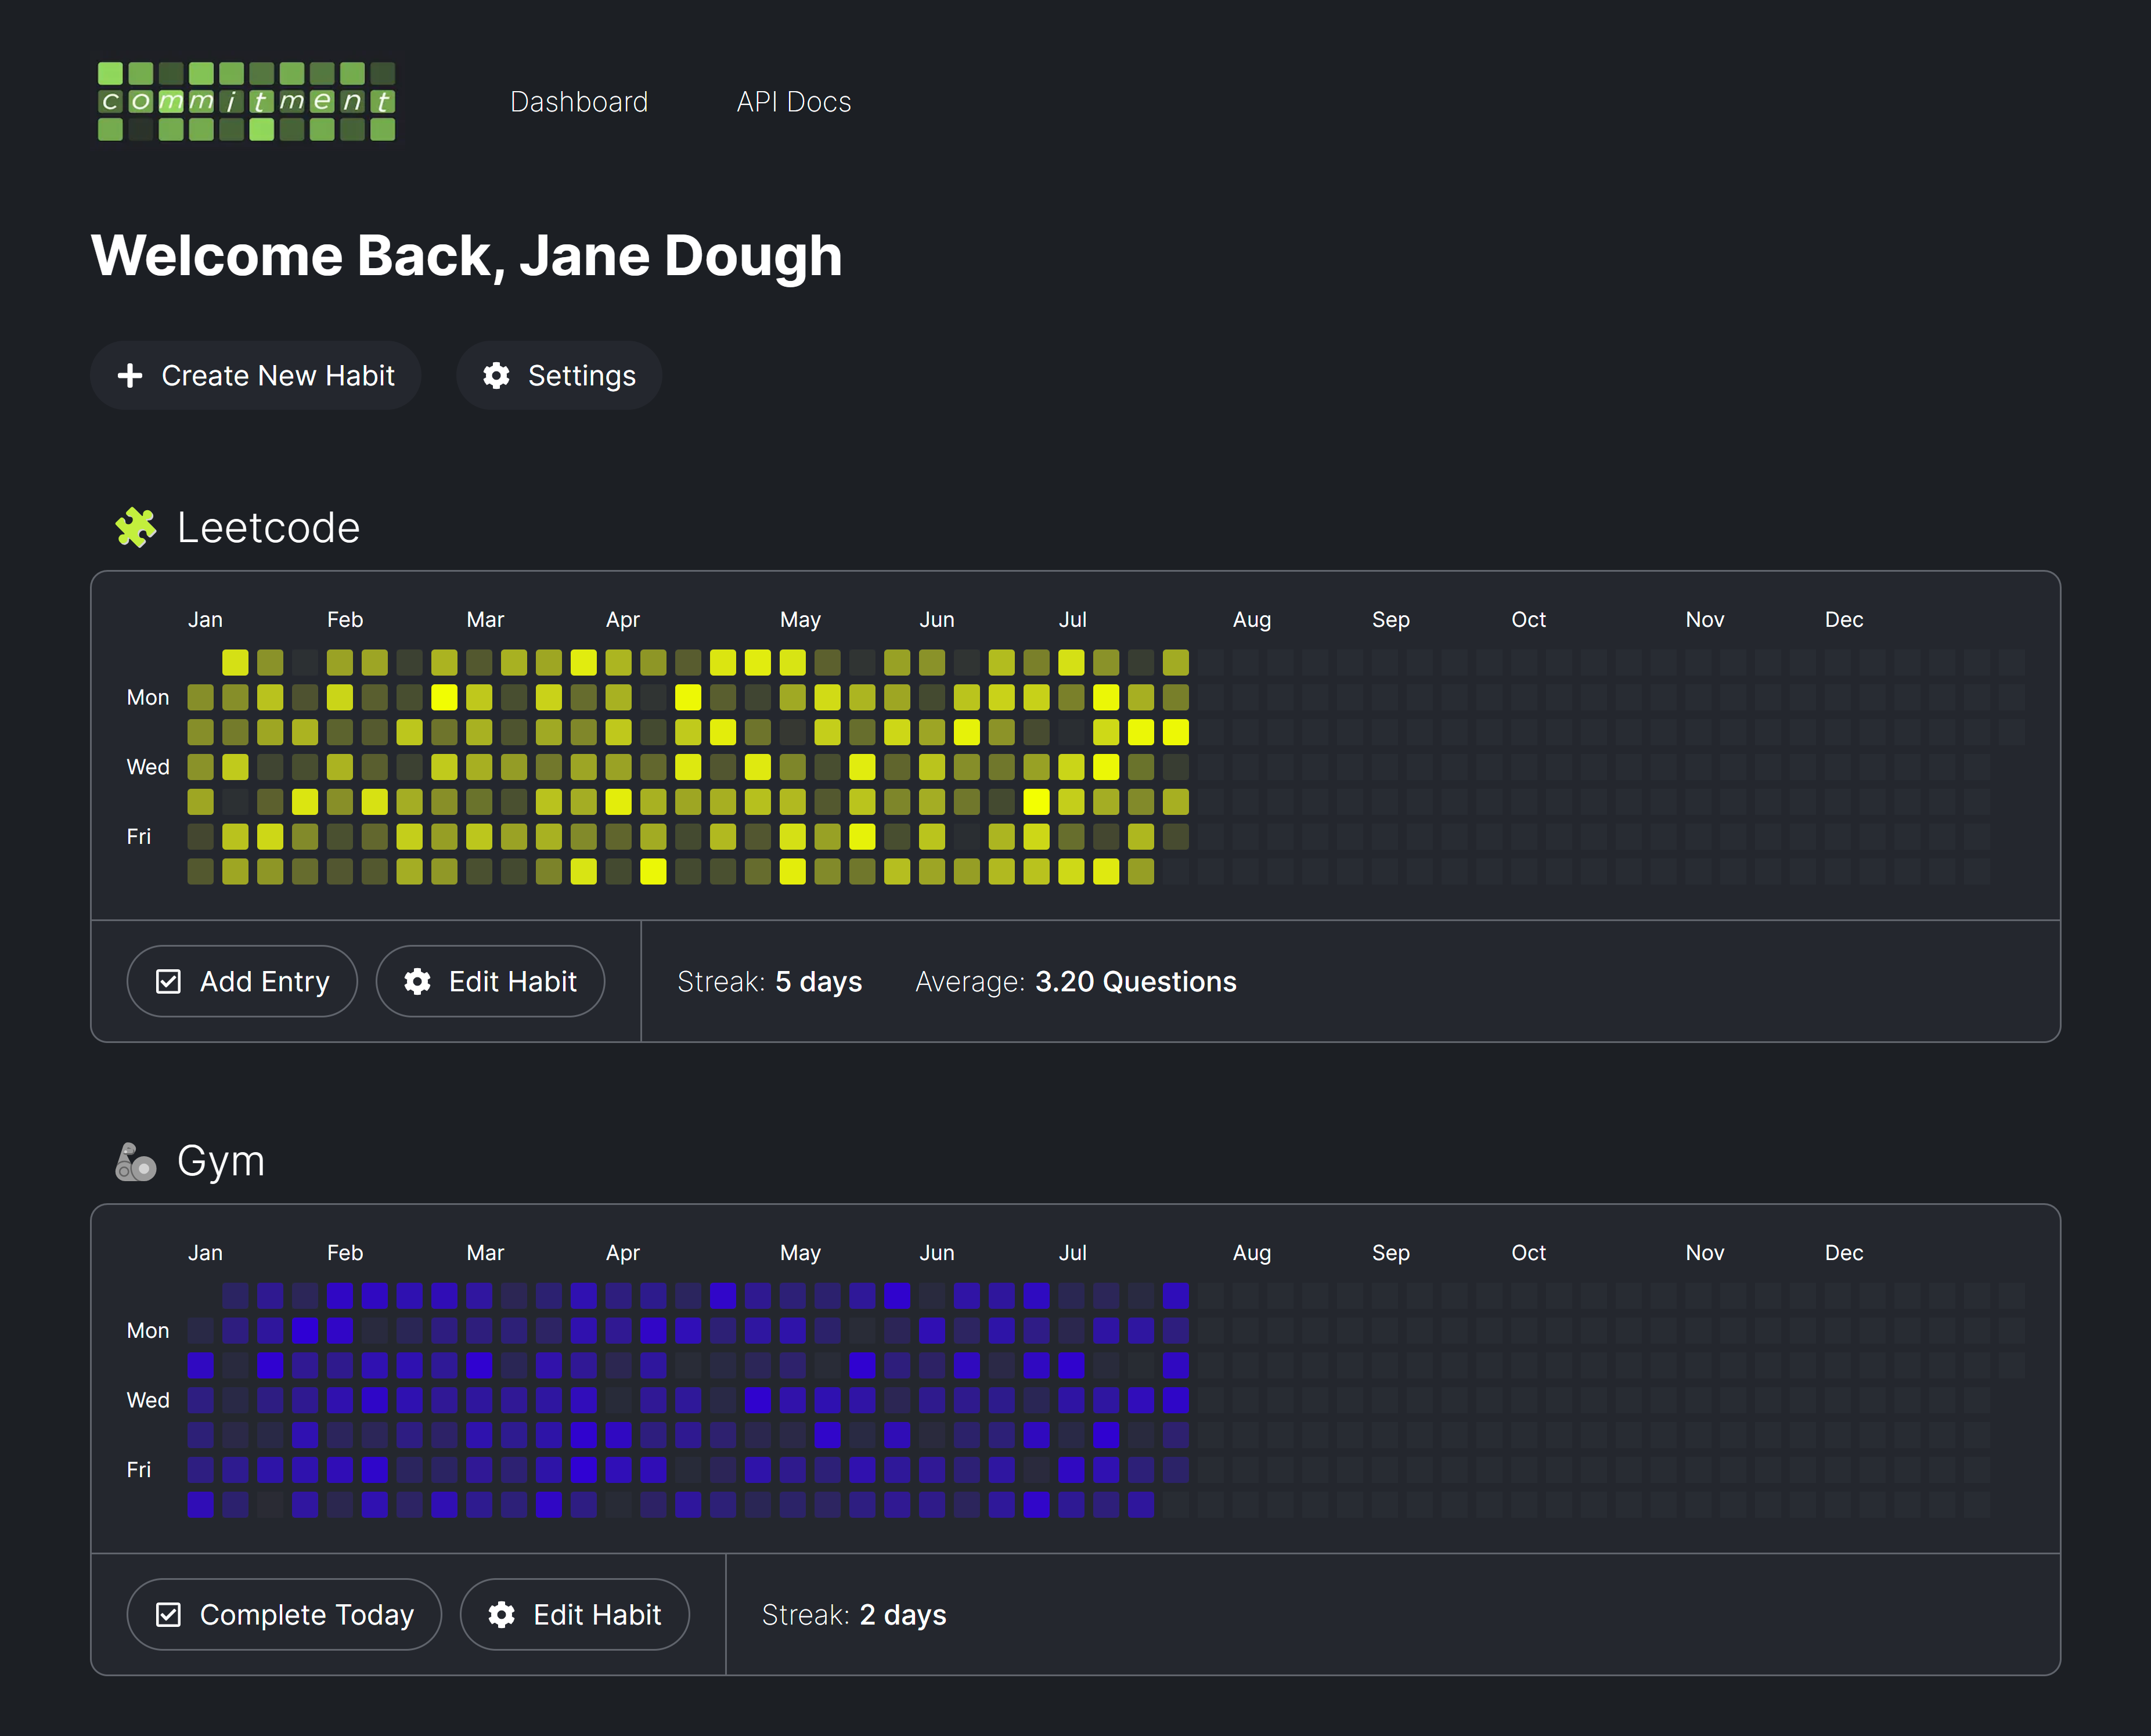 commitment
Dashboard API Docs
Welcome Back, Jane Dough
Create New Habit Settings
Leetcode
Jan Feb Mar Apr May Jun Jul Aug Sep Oct Nov Dec
Mon
Wed
Fri
Add Entry Edit Habit Streak: 5 days Average: 3.20 Questions
Gym
Jan Feb Mar Apr May Jun Jul Aug Sep Oct Nov Dec
Mon
Wed
Fri
Complete Today Edit Habit Streak: 2 days